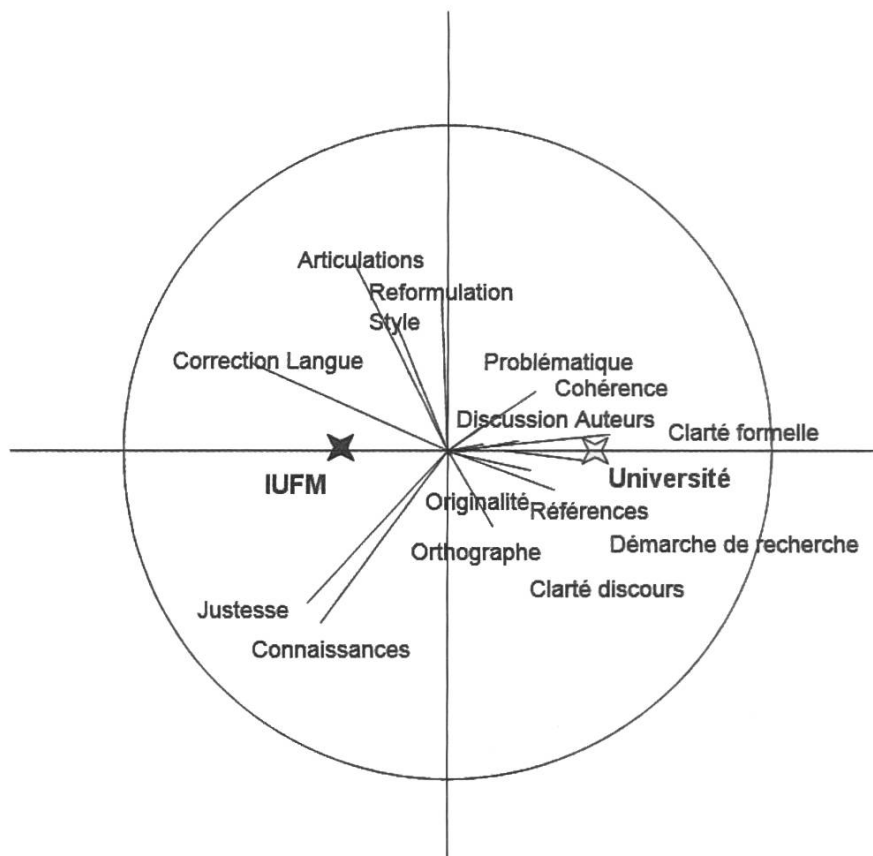 Articulations
Reformulation
Style
Correction Langue
Problématique
Cohérence
Discussion Auteurs
Clarté formelle
IUFM
Université
Originalité
Références
Orthographe
Démarche de recherche
Clarté discours
Justesse
Connaissances